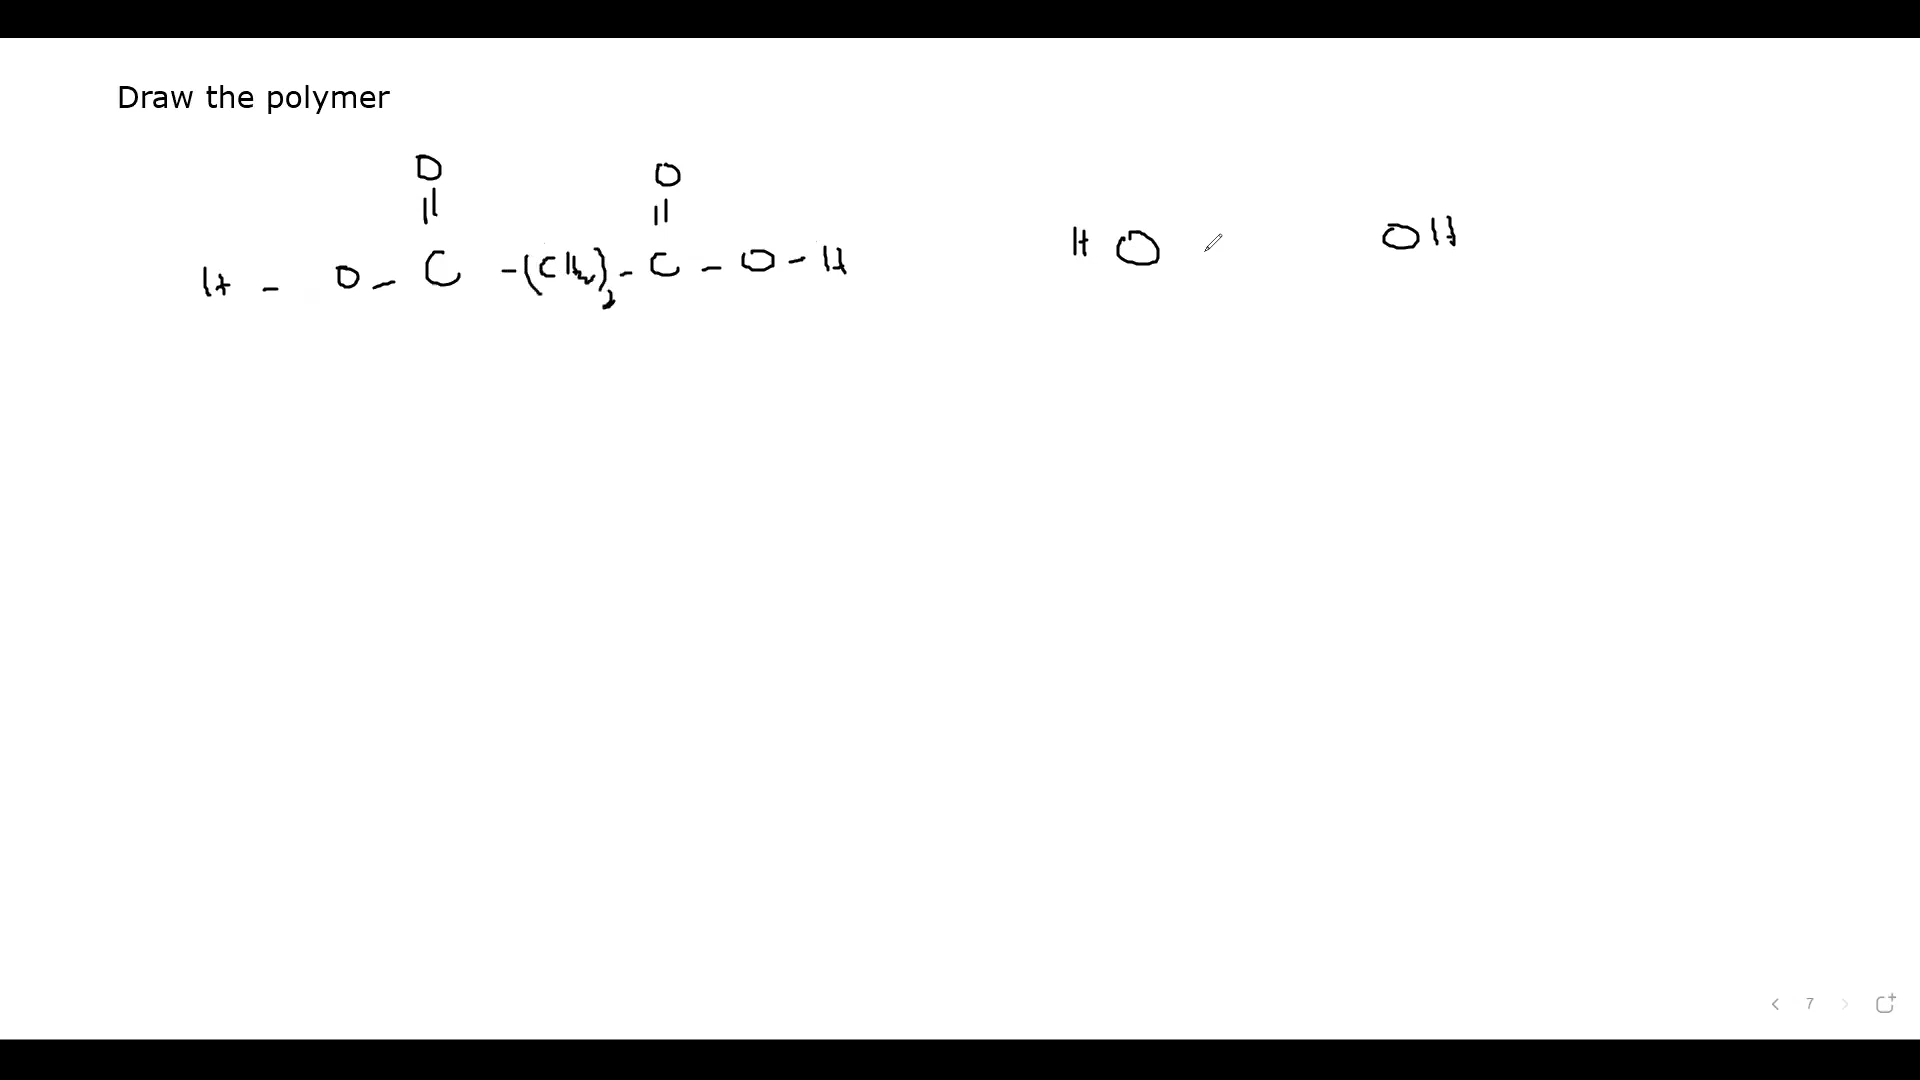 Draw the polymer
O O
|| ||
H - O - C - (CH2)2 - C - O - H HO OH
7